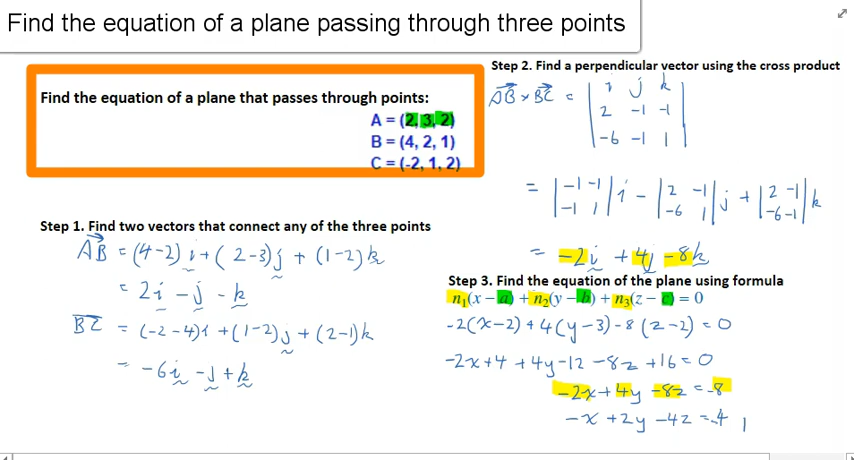 Find the equation of a plane passing through three points
Find the equation of a plane that passes through points:
A = (2, 3, 2)
B = (4, 2, 1)
C = (-2, 1, 2)
Step 1. Find two vectors that connect any of the three points
AB = (4-2)i + (2-3)j + (1-2)k
= 2i - j - k
BC = (-2-4)i + (1-2)j + (2-1)k
= -6i - j + k
Step 2. Find a perpendicular vector using the cross product
AB × BC = | i j k |
| 2 -1 -1 |
| -6 -1 1 |
= | -1 -1 | i - | 2 -1 | j + | 2 -1 | k
| -1 1 | | -6 1 | | -6 -1 |
= -2i + 4j - 8k
Step 3. Find the equation of the plane using formula
n₁(x – a) + n₂(y – b) + n₃(z – c) = 0
-2(x-2) + 4(y-3) - 8(z-2) = 0
-2x+4 +4y-12 -8z +16 = 0
-2x+4y -8z = -8
-x +2y -4z = -4